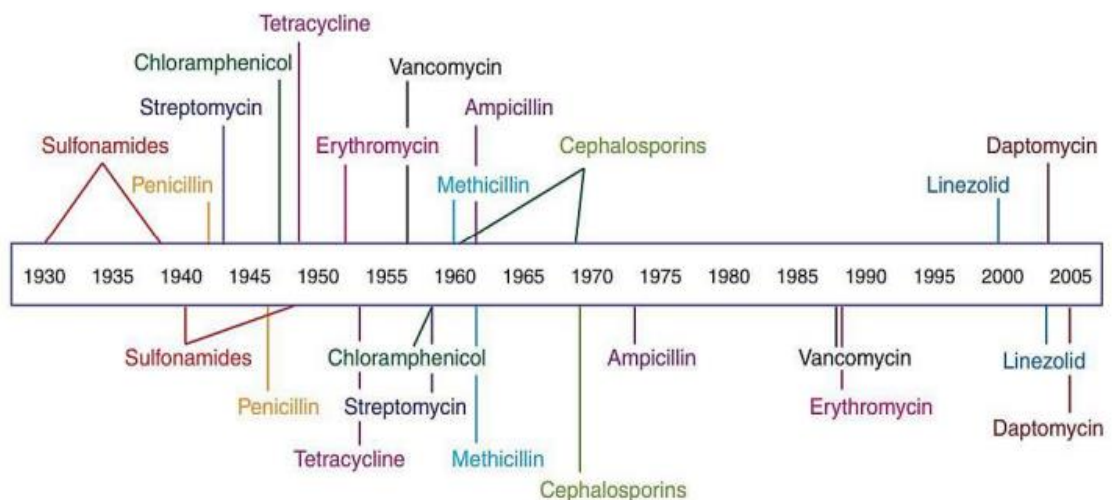 Tetracycline
Chloramphenicol
Vancomycin
Streptomycin
Ampicillin
Sulfonamides
Erythromycin
Cephalosporins
Daptomycin
Penicillin
Methicillin
Linezolid
1930 1935 1940 1945 1950 1955 1960 1965 1970 1975 1980 1985 1990 1995 2000 2005
Sulfonamides
Chloramphenicol
Ampicillin
Vancomycin
Linezolid
Penicillin
Streptomycin
Erythromycin
Daptomycin
Tetracycline
Methicillin
Cephalosporins